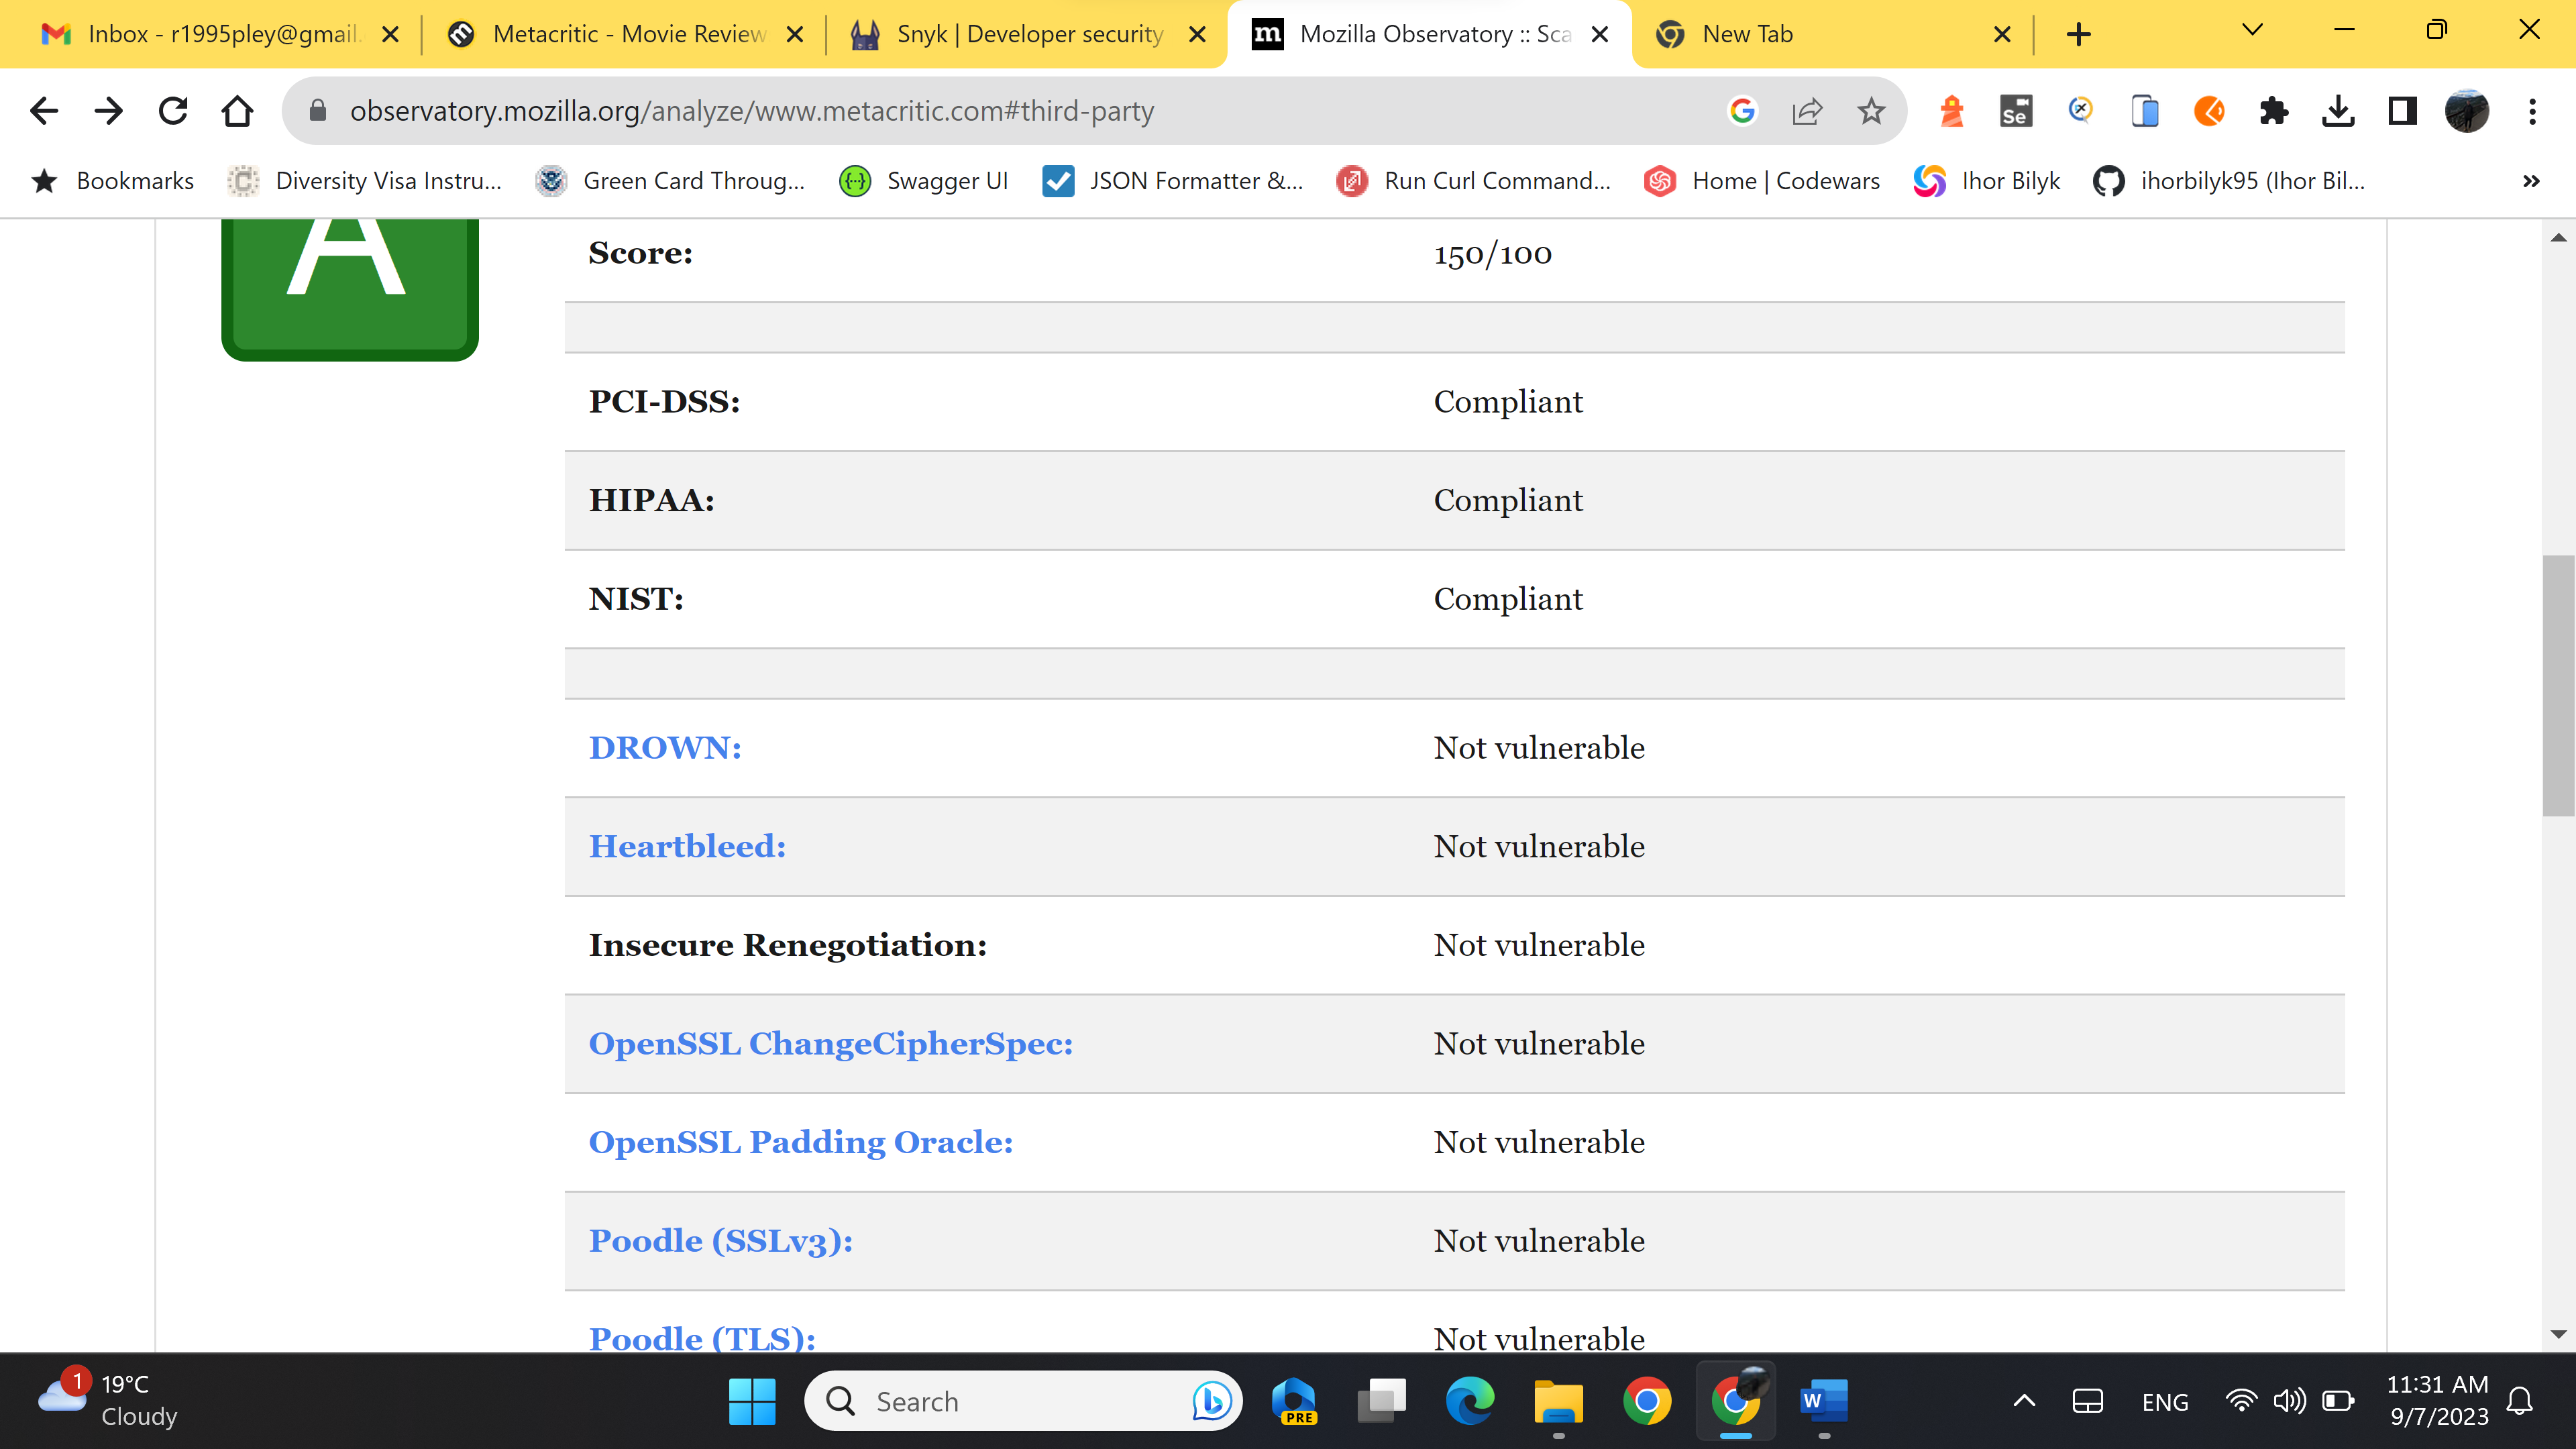 Inbox - r1995pley@gmail.
Metacritic - Movie Review
Snyk | Developer security
m
Mozilla Observatory :: Sca
New Tab
observatory.mozilla.org/analyze/www.metacritic.com#third-party
Se
Bookmarks
Diversity Visa Instru...
Green Card Throug...
Swagger UI
JSON Formatter &...
Run Curl Command...
Home | Codewars
Ihor Bilyk
ihorbilyk95 (Ihor Bil...
A
Score: 150/100
PCI-DSS: Compliant
HIPAA: Compliant
NIST: Compliant
DROWN: Not vulnerable
Heartbleed: Not vulnerable
Insecure Renegotiation: Not vulnerable
OpenSSL ChangeCipherSpec: Not vulnerable
OpenSSL Padding Oracle: Not vulnerable
Poodle (SSLv3): Not vulnerable
Poodle (TLS): Not vulnerable
1
19°C
Cloudy
Search
PRE
W
ENG
11:31 AM
9/7/2023